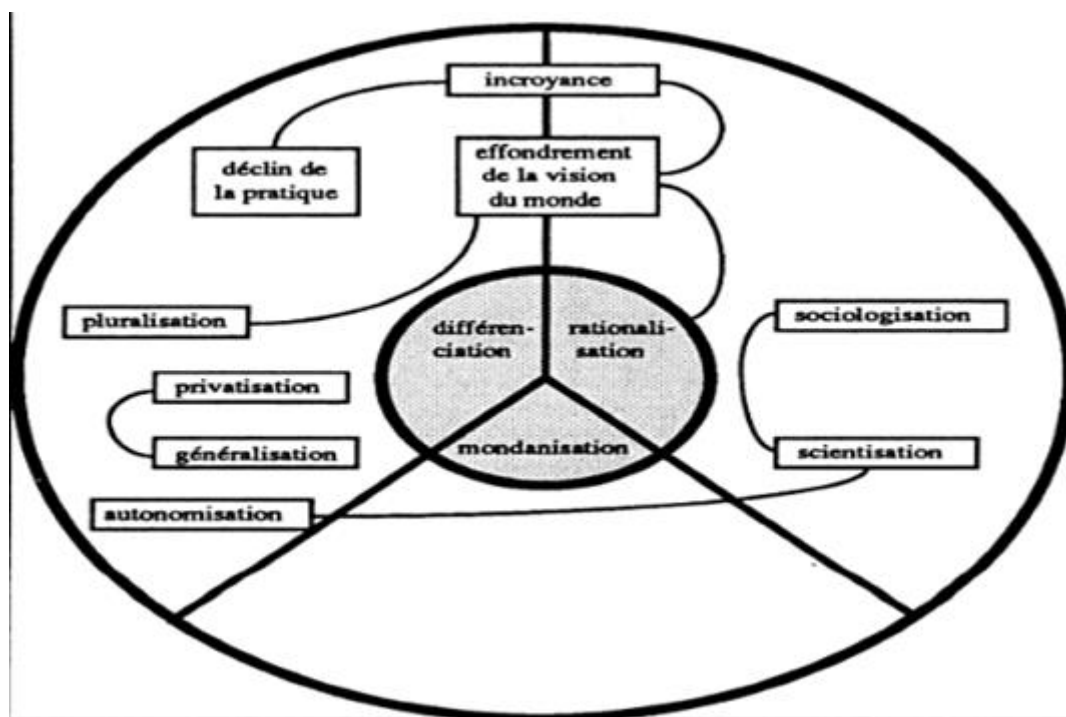 incroyance
déclin de
la pratique
effondrement
de la vision
du monde
pluralisation
différen-
ciation
rationali-
sation
sociologisation
privatisation
mondanisation
généralisation
scientisation
autonomisation